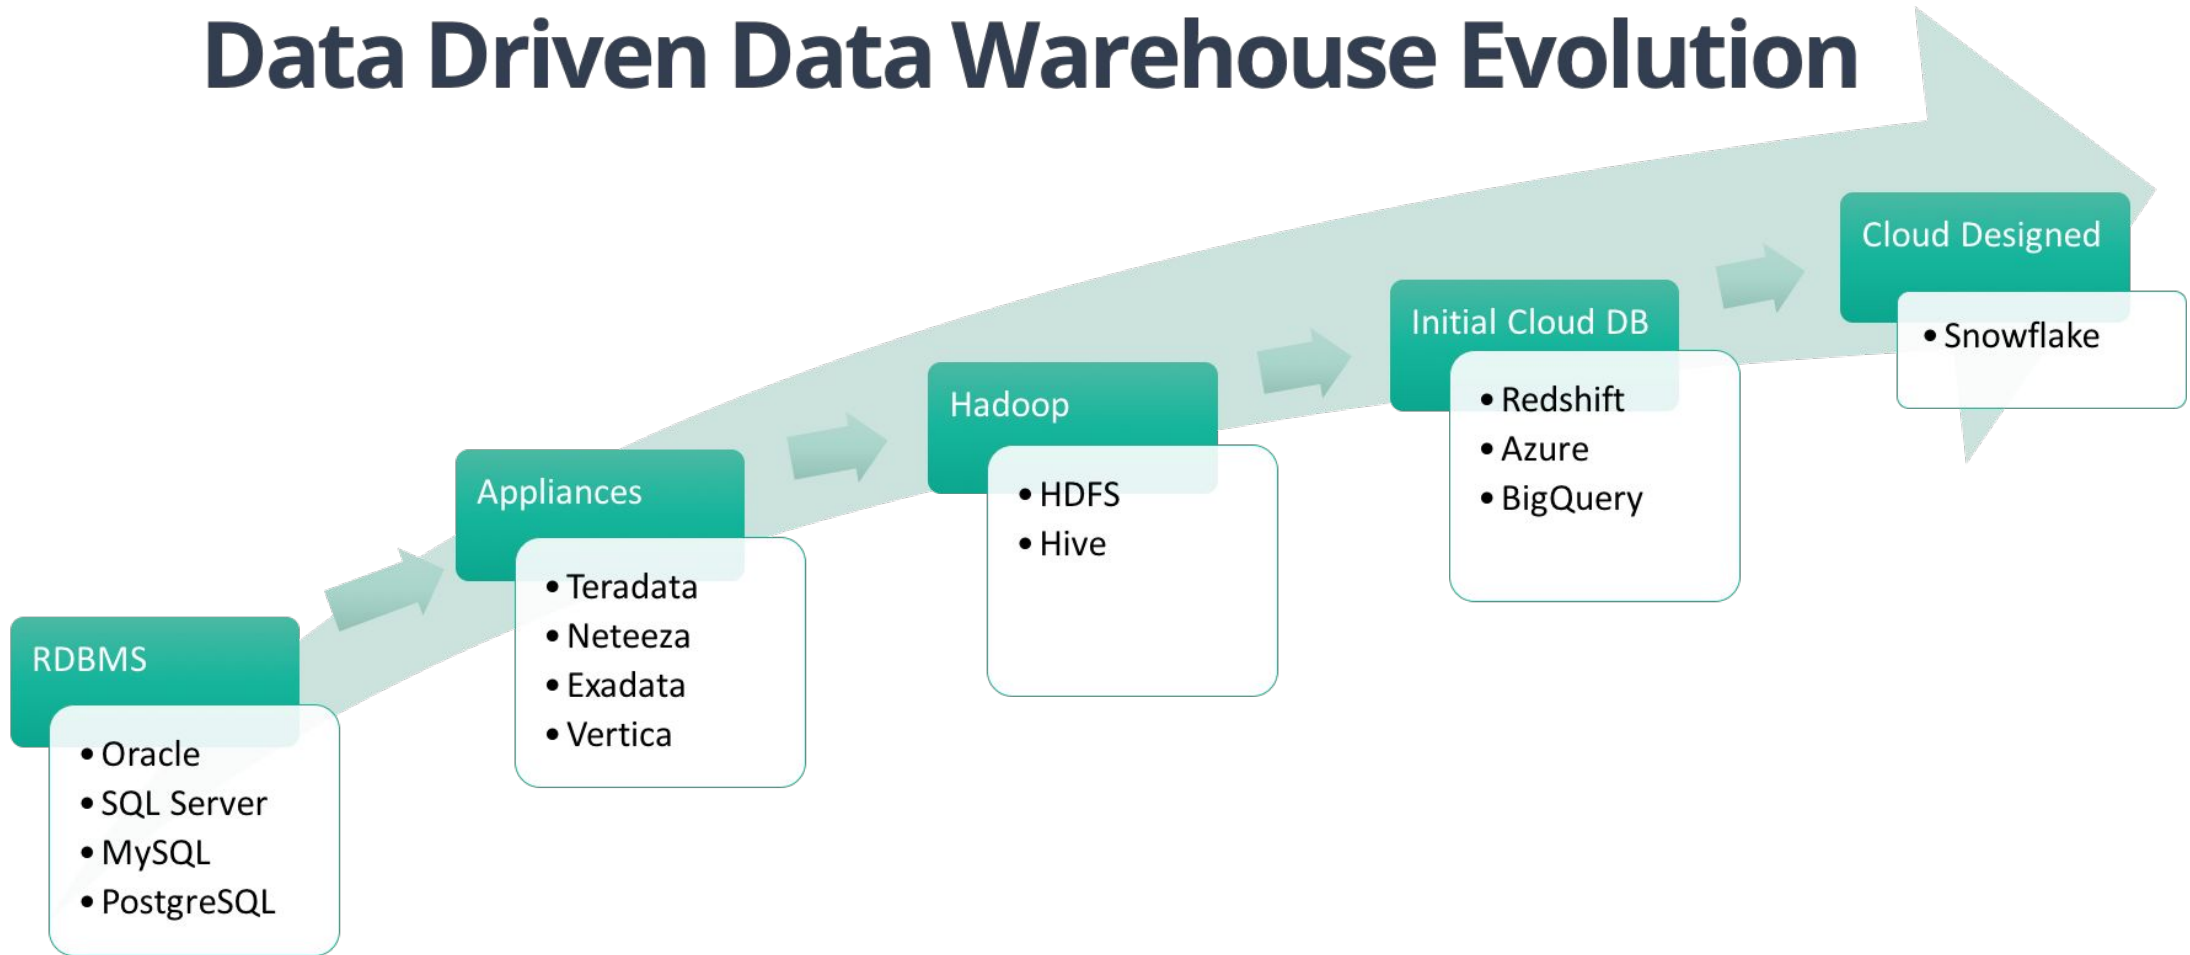 Data Driven Data Warehouse Evolution
RDBMS
• Oracle
• SQL Server
• MySQL
• PostgreSQL
Appliances
• Teradata
• Neteeza
• Exadata
• Vertica
Hadoop
• HDFS
• Hive
Initial Cloud DB
• Redshift
• Azure
• BigQuery
Cloud Designed
• Snowflake